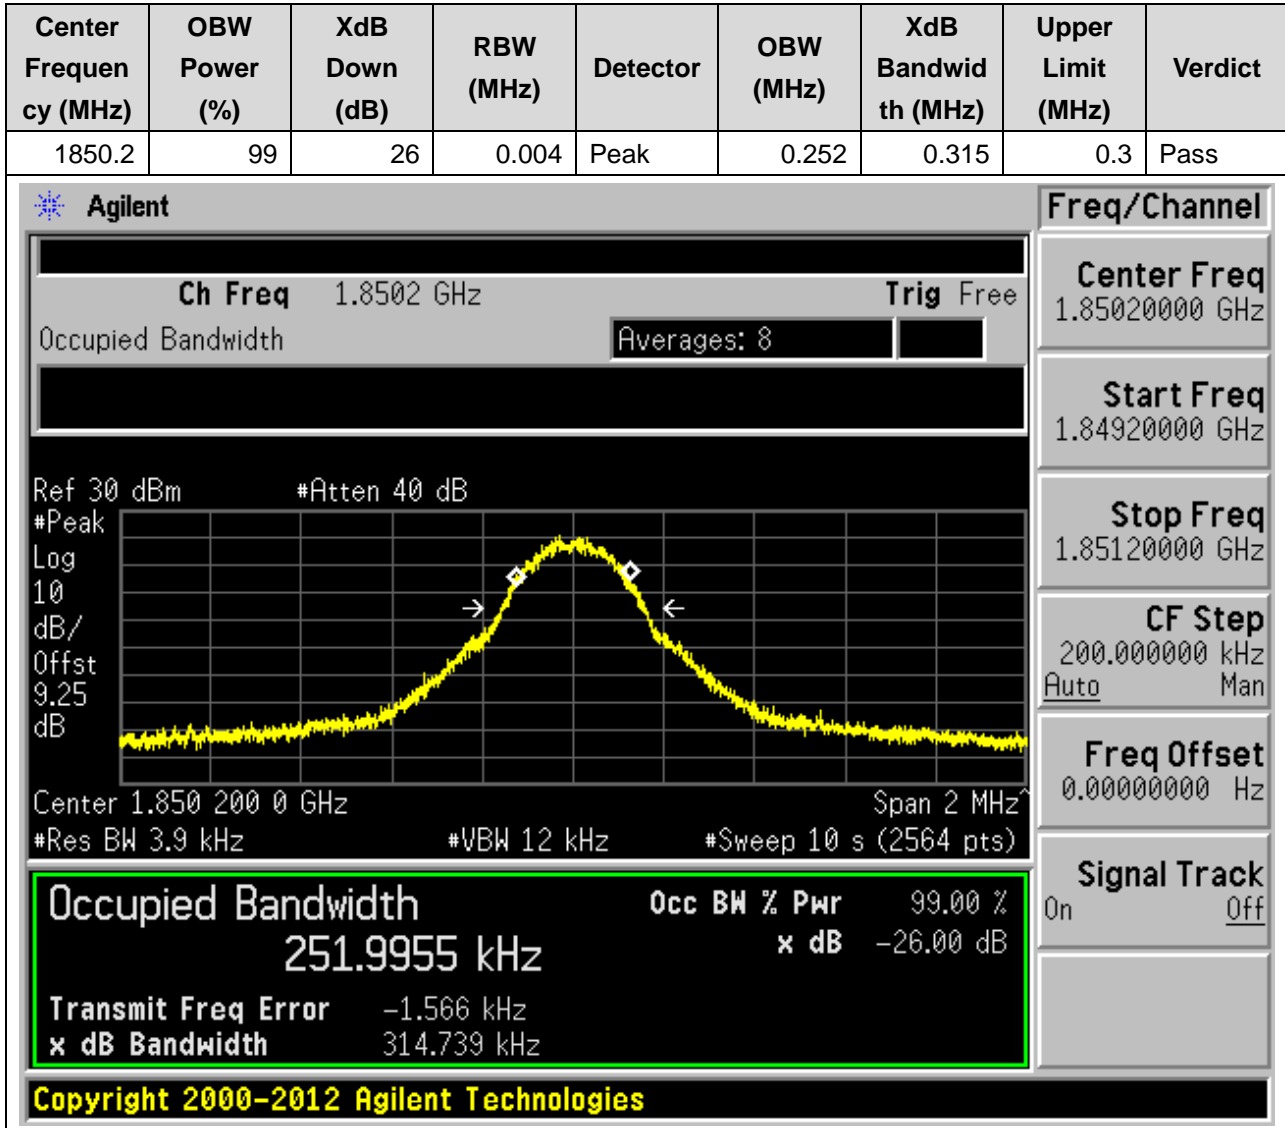 Center Frequen cy (MHz) OBW Power (%) XdB Down (dB) RBW (MHz) Detector OBW (MHz) XdB Bandwid th (MHz) Upper Limit (MHz) Verdict
1850.2 99 26 0.004 Peak 0.252 0.315 0.3 Pass
Agilent
Freq/Channel
Ch Freq 1.8502 GHz Trig Free
Occupied Bandwidth Averages: 8
Center Freq
1.85020000 GHz
Start Freq
1.84920000 GHz
Stop Freq
1.85120000 GHz
CF Step
200.000000 kHz
Auto Man
Freq Offset
0.00000000 Hz
Signal Track
On Off
Ref 30 dBm #Atten 40 dB
#Peak
Log
10
dB/
Offst
9.25
dB
Center 1.850 200 0 GHz Span 2 MHz^
#Res BW 3.9 kHz #VBW 12 kHz #Sweep 10 s (2564 pts)
Occupied Bandwidth Occ BW % Pwr 99.00 %
251.9955 kHz x dB -26.00 dB
Transmit Freq Error -1.566 kHz
x dB Bandwidth 314.739 kHz
Copyright 2000-2012 Agilent Technologies